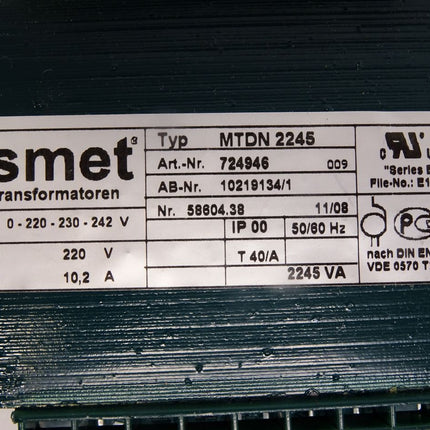 smet®
ransformatoren
0 - 220 - 230 - 242 V
220 V
10,2 A
Typ MTDN 2245
Art.-Nr. 724946 009
AB-Nr. 10219134/1
Nr. 58604.38 11/08
IP 00 50/60 Hz
T 40/A
2245 VA
c RU
"Series E
File-No.: E1
nach DIN EN
VDE 0570 T